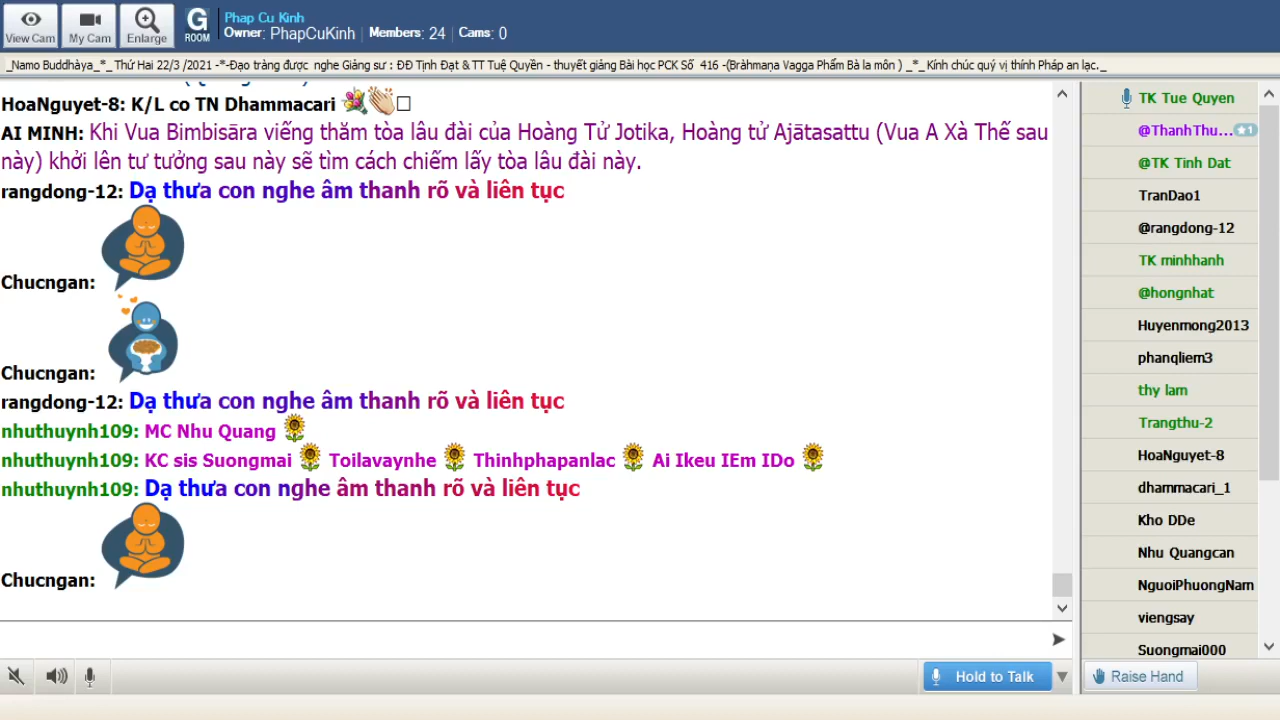 View Cam
My Cam
Enlarge
G
ROOM
Phap Cu Kinh
Owner: PhapCuKinh Members: 24 Cams: 0
_Namo Buddhàya_*_ Thứ Hai 22/3 /2021 -*-Đạo tràng được nghe Giảng sư : ĐĐ Tịnh Đạt & TT Tuệ Quyền - thuyết giảng Bài học PCK Số 416 -(Bràhmaṇa Vagga Phẩm Bà la môn ) _*_ Kính chúc quý vị thính Pháp an lạc._
HoaNguyet-8: K/L co TN Dhammacari
AI MINH: Khi Vua Bimbisāra viếng thăm tòa lâu đài của Hoàng Tử Jotika, Hoàng tử Ajātasattu (Vua A Xà Thế sau
này) khởi lên tư tưởng sau này sẽ tìm cách chiếm lấy tòa lâu đài này.
rangdong-12: Dạ thưa con nghe âm thanh rõ và liên tục
Chucngan:
Chucngan:
rangdong-12: Dạ thưa con nghe âm thanh rõ và liên tục
nhuthuynh109: MC Nhu Quang
nhuthuynh109: KC sis Suongmai Toilavaynhe Thinhphapanlac Ai Ikeu IEm IDo
nhuthuynh109: Dạ thưa con nghe âm thanh rõ và liên tục
Chucngan:
TK Tue Quyen
@ThanhThu... 1
@TK Tinh Dat
TranDao1
@rangdong-12
TK minhhanh
@hongnhat
Huyenmong2013
phanqliem3
thy lam
Trangthu-2
HoaNguyet-8
dhammacari_1
Kho DDe
Nhu Quangcan
NguoiPhuongNam
viengsay
Suongmai000
Hold to Talk
Raise Hand